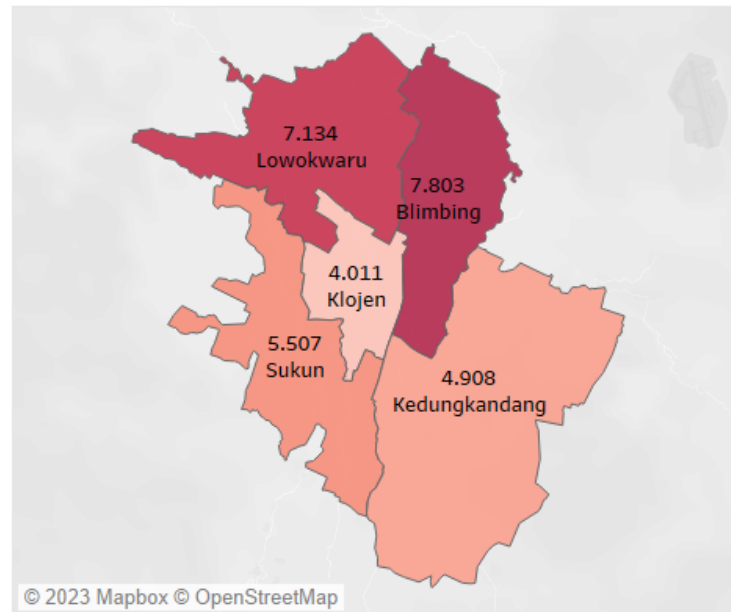 7.134
Lowokwaru
7.803
Blimbing
4.011
Klojen
5.507
Sukun
4.908
Kedungkandang
© 2023 Mapbox © OpenStreetMap